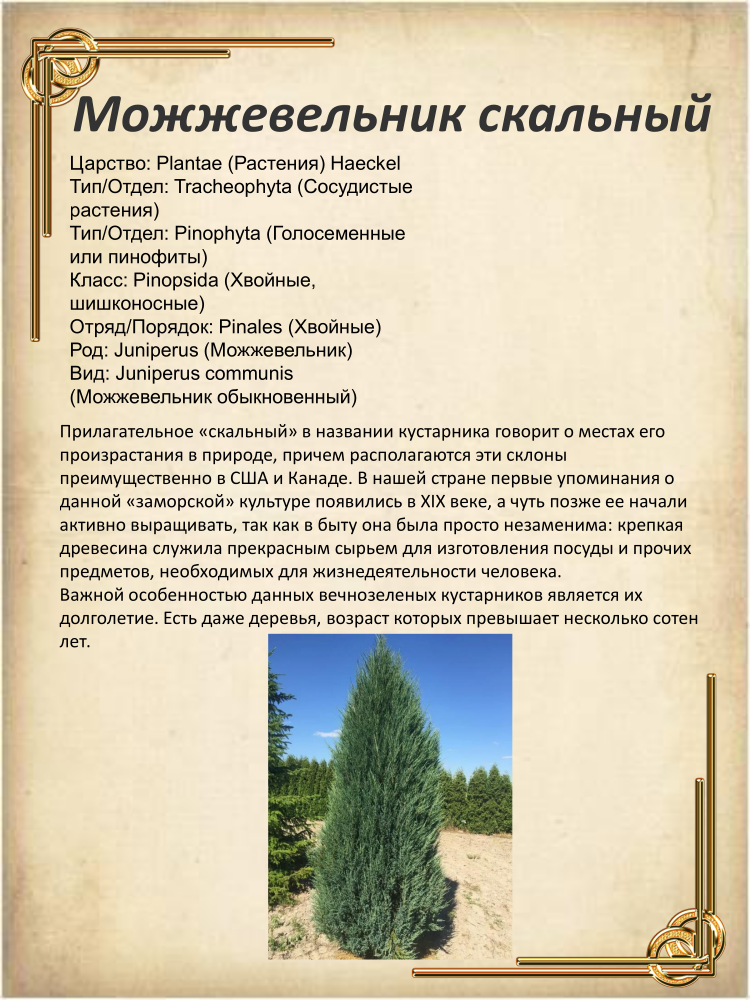 Можжевельник скальный
Царство: Plantae (Растения) Haeckel
Тип/Отдел: Tracheophyta (Сосудистые
растения)
Тип/Отдел: Pinophyta (Голосеменные
или пинофиты)
Класс: Pinopsida (Хвойные,
шишконосные)
Отряд/Порядок: Pinales (Хвойные)
Род: Juniperus (Можжевельник)
Вид: Juniperus communis
(Можжевельник обыкновенный)
Прилагательное «скальный» в названии кустарника говорит о местах его
произрастания в природе, причем располагаются эти склоны
преимущественно в США и Канаде. В нашей стране первые упоминания о
данной «заморской» культуре появились в XIX веке, а чуть позже ее начали
активно выращивать, так как в быту она была просто незаменима: крепкая
древесина служила прекрасным сырьем для изготовления посуды и прочих
предметов, необходимых для жизнедеятельности человека.
Важной особенностью данных вечнозеленых кустарников является их
долголетие. Есть даже деревья, возраст которых превышает несколько сотен
лет.